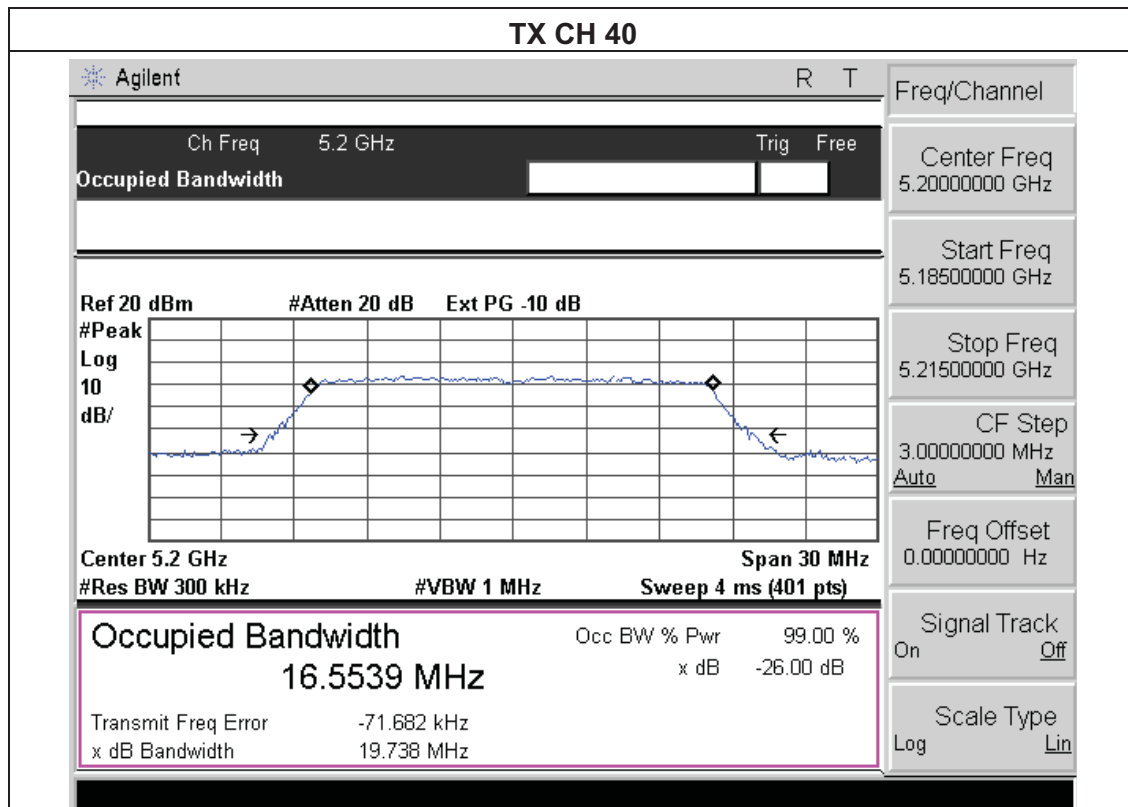 TX CH 40
Agilent R T
Ch Freq 5.2 GHz Trig Free
Occupied Bandwidth
Ref 20 dBm #Atten 20 dB Ext PG -10 dB
#Peak
Log
10
dB/
Center 5.2 GHz Span 30 MHz
#Res BW 300 kHz #VBW 1 MHz Sweep 4 ms (401 pts)
Occupied Bandwidth
16.5539 MHz
Occ BW % Pwr 99.00 %
x dB -26.00 dB
Transmit Freq Error -71.682 kHz
x dB Bandwidth 19.738 MHz
Freq/Channel
Center Freq
5.20000000 GHz
Start Freq
5.18500000 GHz
Stop Freq
5.21500000 GHz
CF Step
3.00000000 MHz
Auto Man
Freq Offset
0.00000000 Hz
Signal Track
On Off
Scale Type
Log Lin